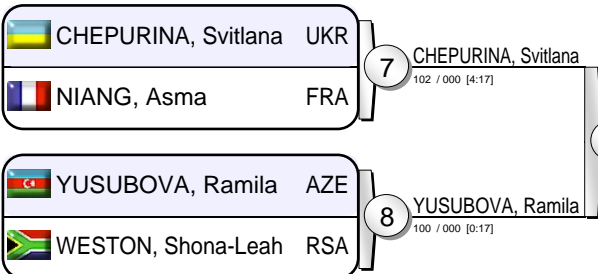 CHEPURINA, Svitlana UKR
NIANG, Asma FRA
7
CHEPURINA, Svitlana
102 / 000 [4:17]
YUSUBOVA, Ramila AZE
WESTON, Shona-Leah RSA
8
YUSUBOVA, Ramila
100 / 000 [0:17]